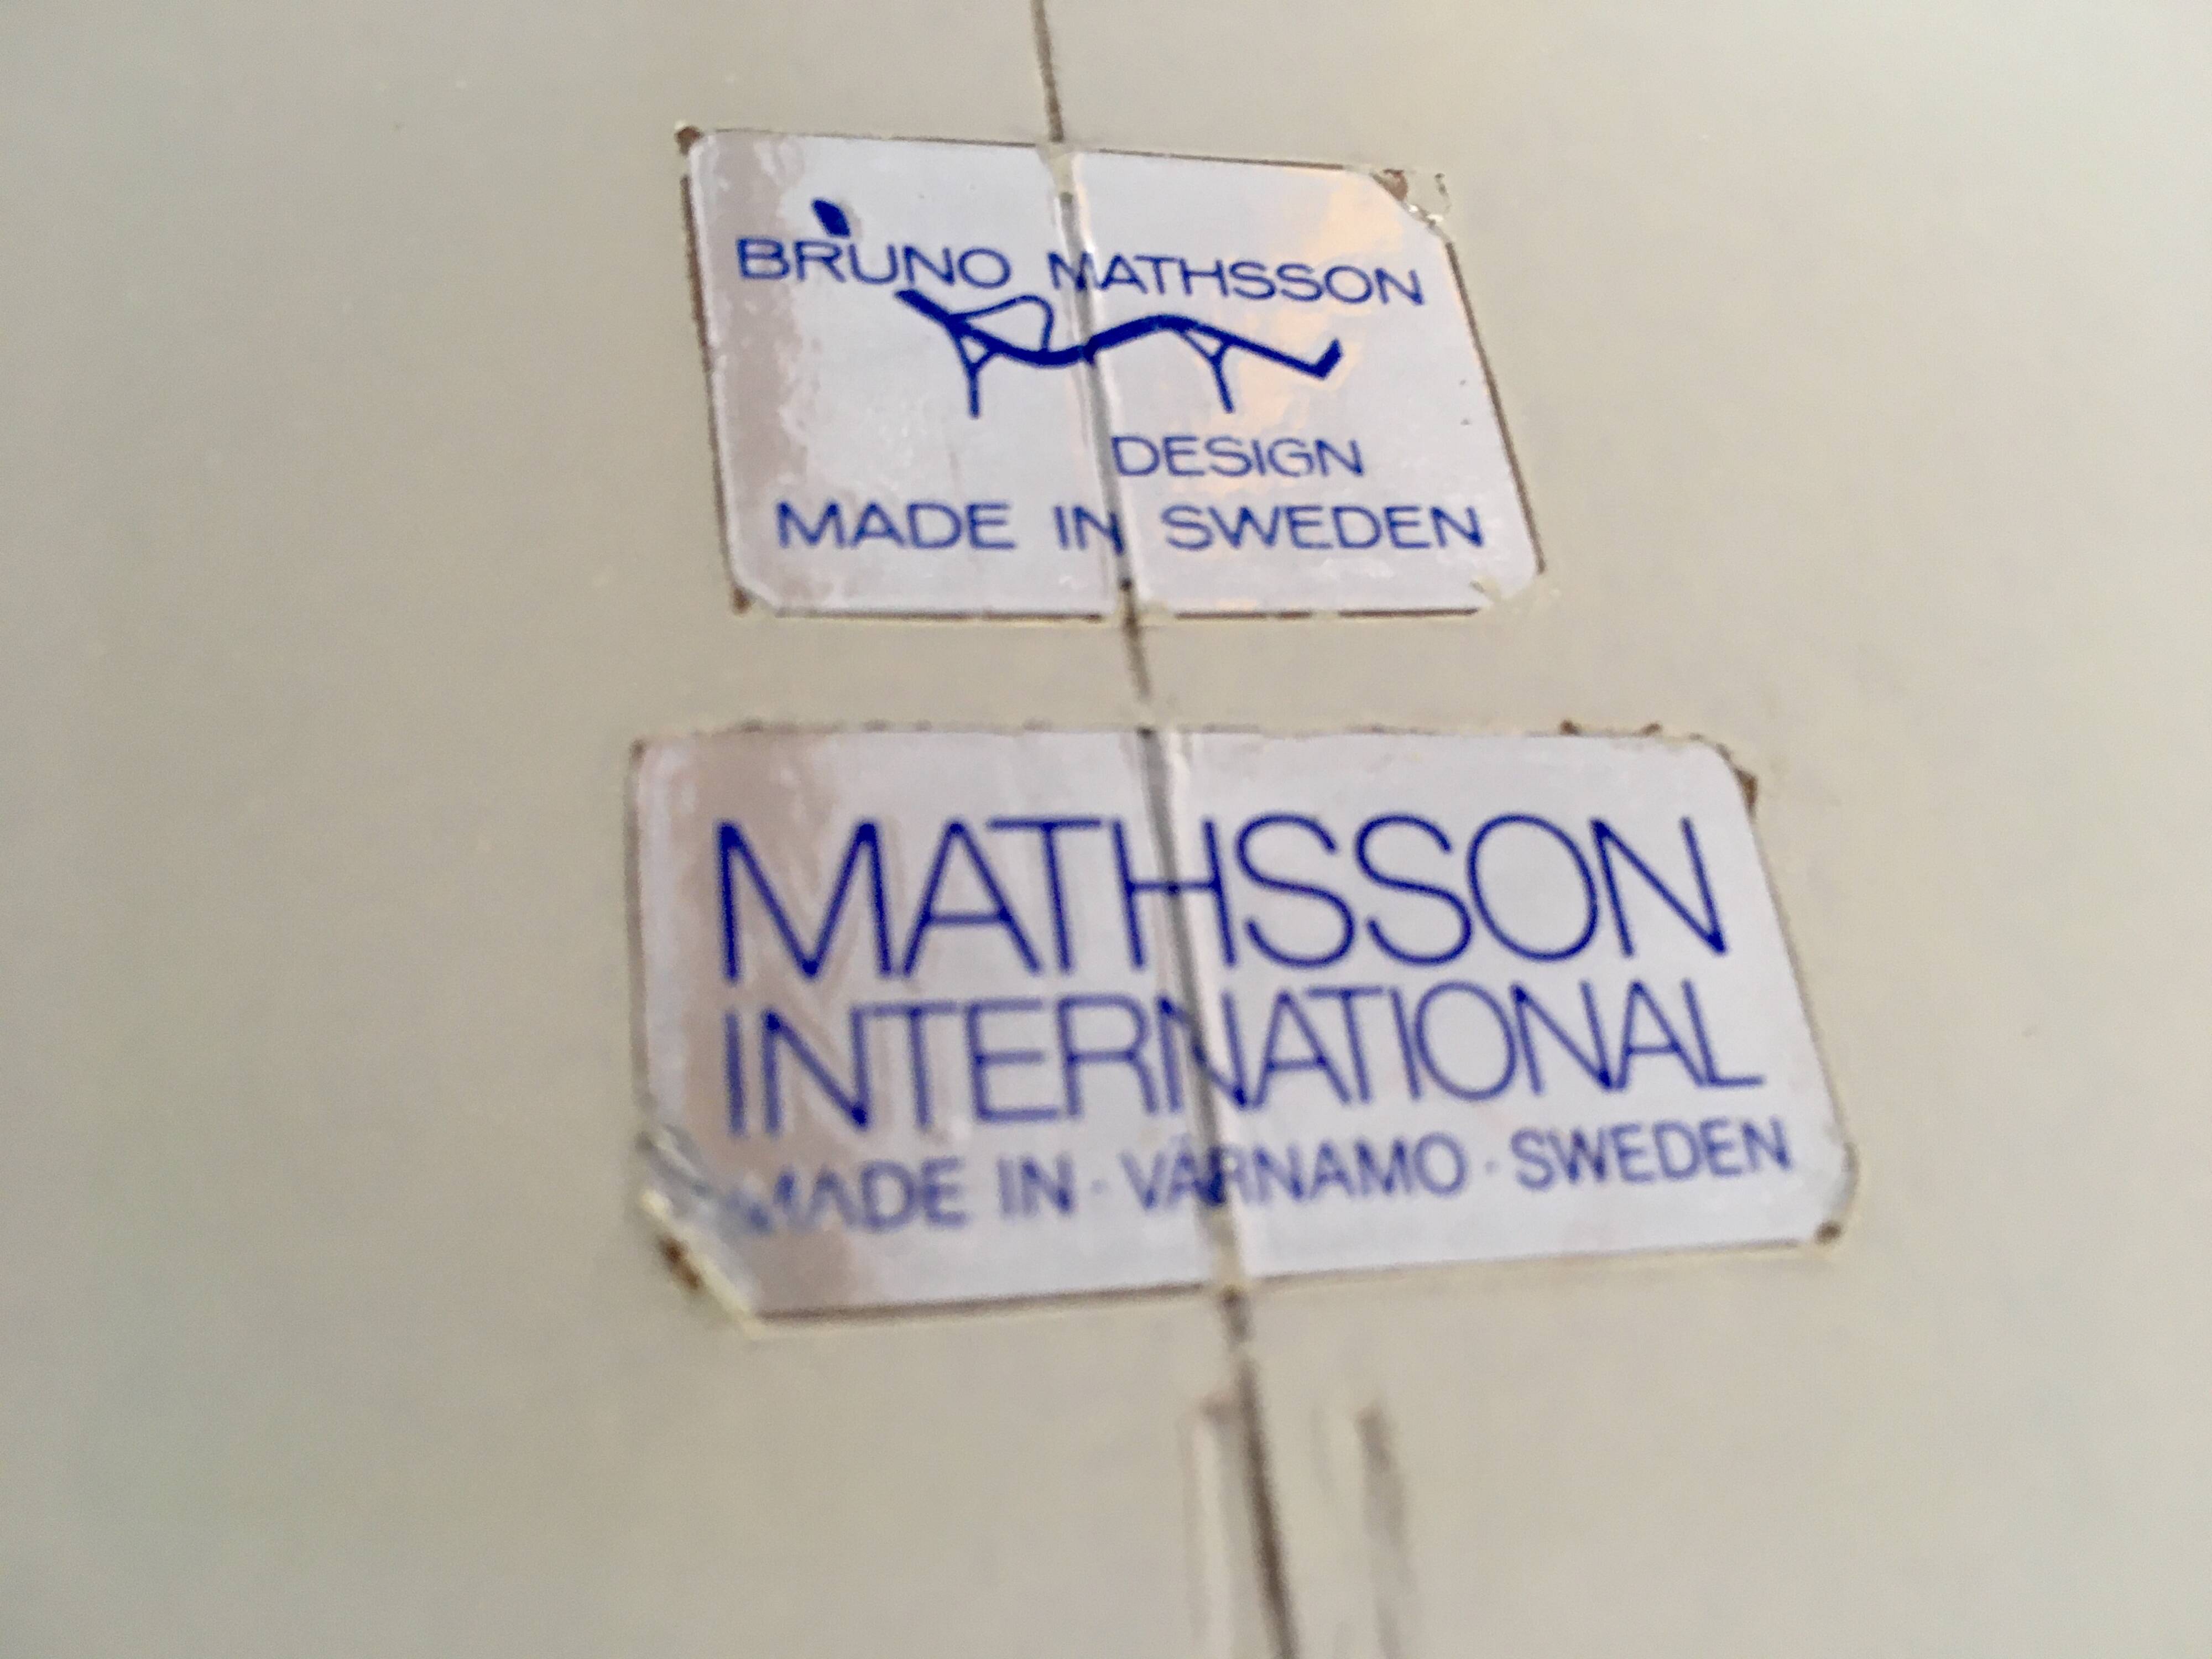 BRUNO MATHSSON
DESIGN
MADE IN SWEDEN
MATHSSON
INTERNATIONAL
MADE IN · VÄRNAMO · SWEDEN